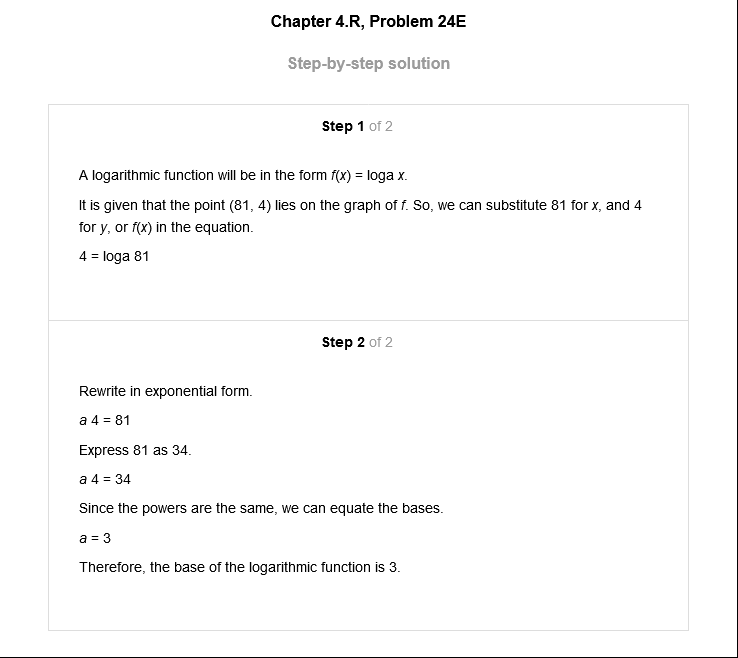 Chapter 4.R, Problem 24E
Step-by-step solution
Step 1 of 2
A logarithmic function will be in the form f(x) = loga x.
It is given that the point (81, 4) lies on the graph of f. So, we can substitute 81 for x, and 4
for y, or f(x) in the equation.
4 = loga 81
Step 2 of 2
Rewrite in exponential form.
a 4 = 81
Express 81 as 34.
a 4 = 34
Since the powers are the same, we can equate the bases.
a = 3
Therefore, the base of the logarithmic function is 3.